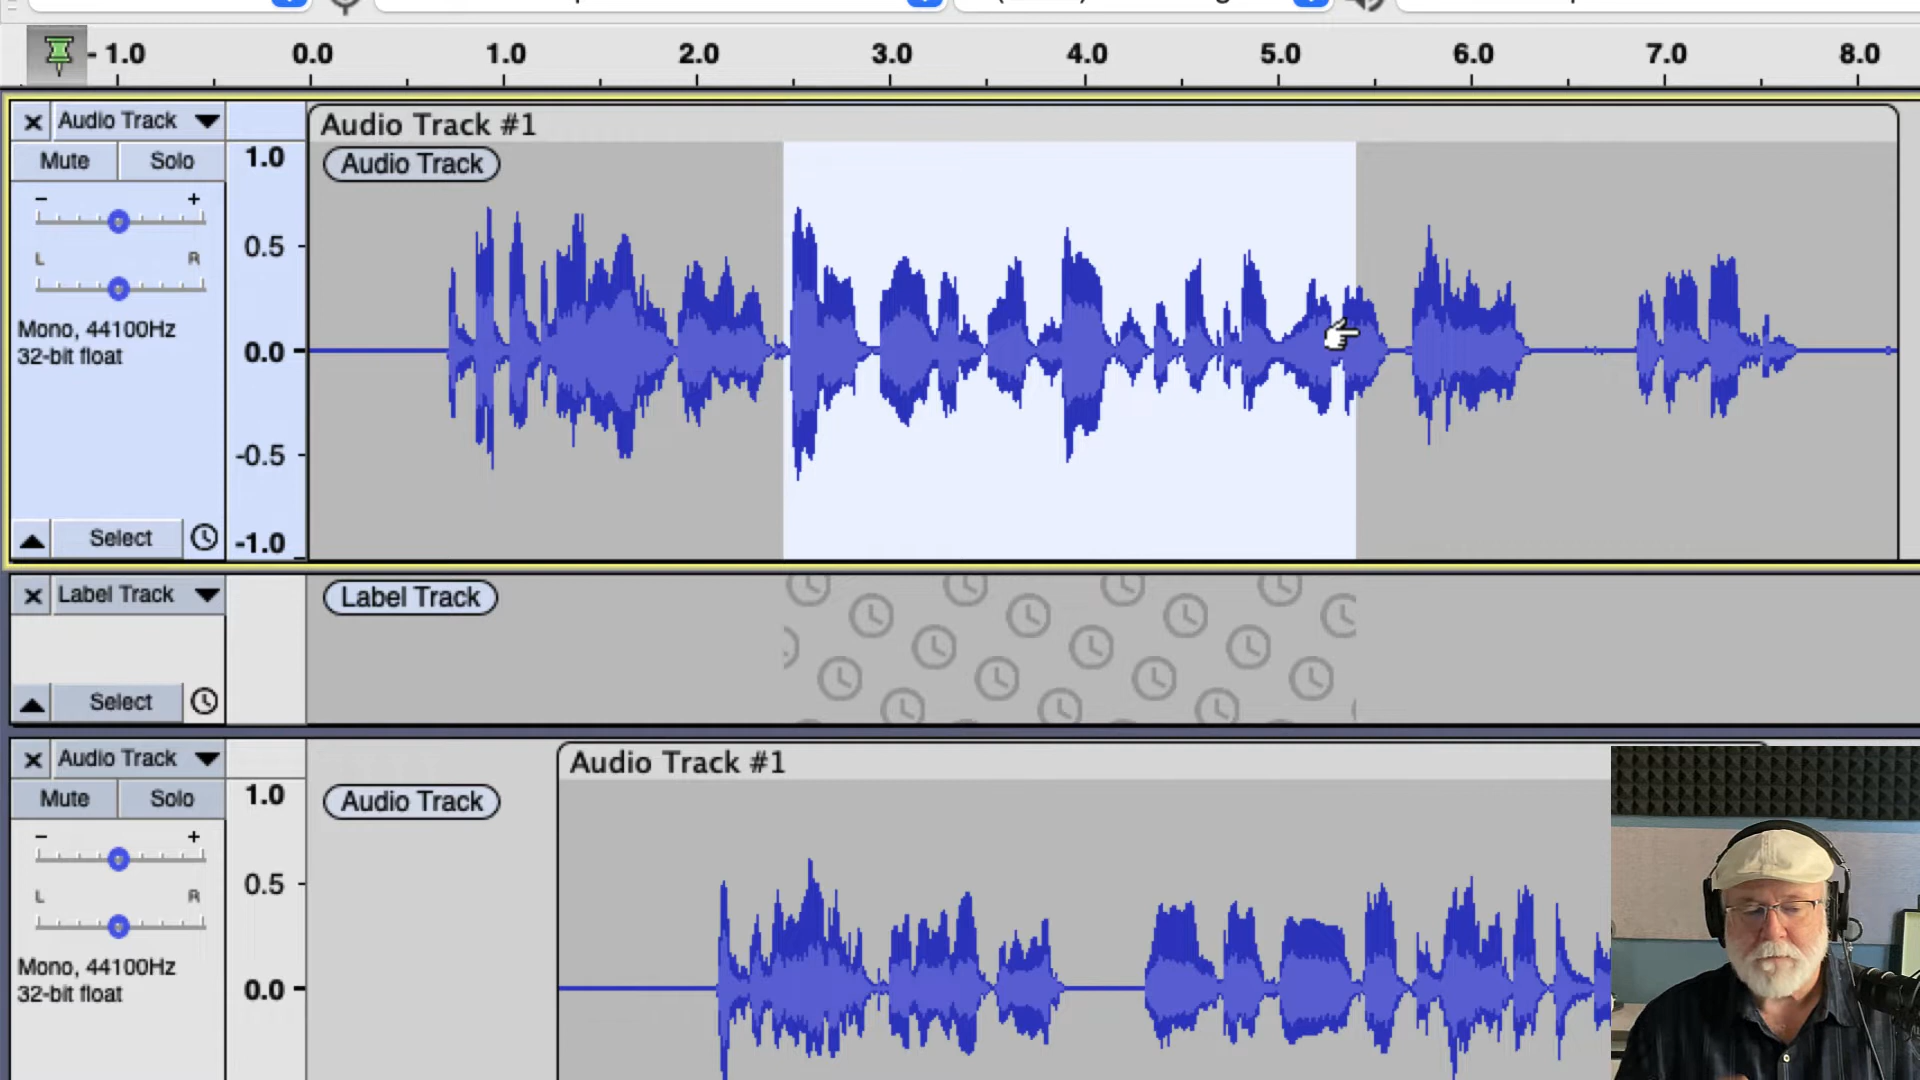 - 1.0 0.0 1.0 2.0 3.0 4.0 5.0 6.0 7.0 8.0
Audio Track
Audio Track #1
Mute Solo
Audio Track
- +
L R
Mono, 44100Hz
32-bit float
Select
1.0
0.5
0.0
-0.5
-1.0
Label Track
Label Track
Select
Audio Track
Audio Track #1
Mute Solo
Audio Track
- +
L R
Mono, 44100Hz
32-bit float
1.0
0.5
0.0